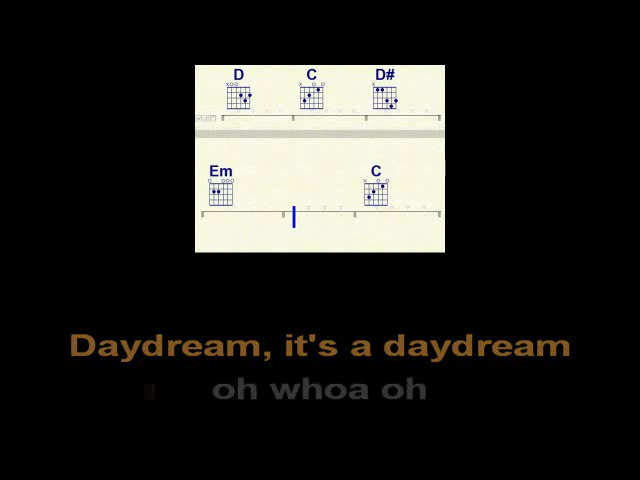 D C D#
Em C
Daydream, it's a daydream
oh whoa oh